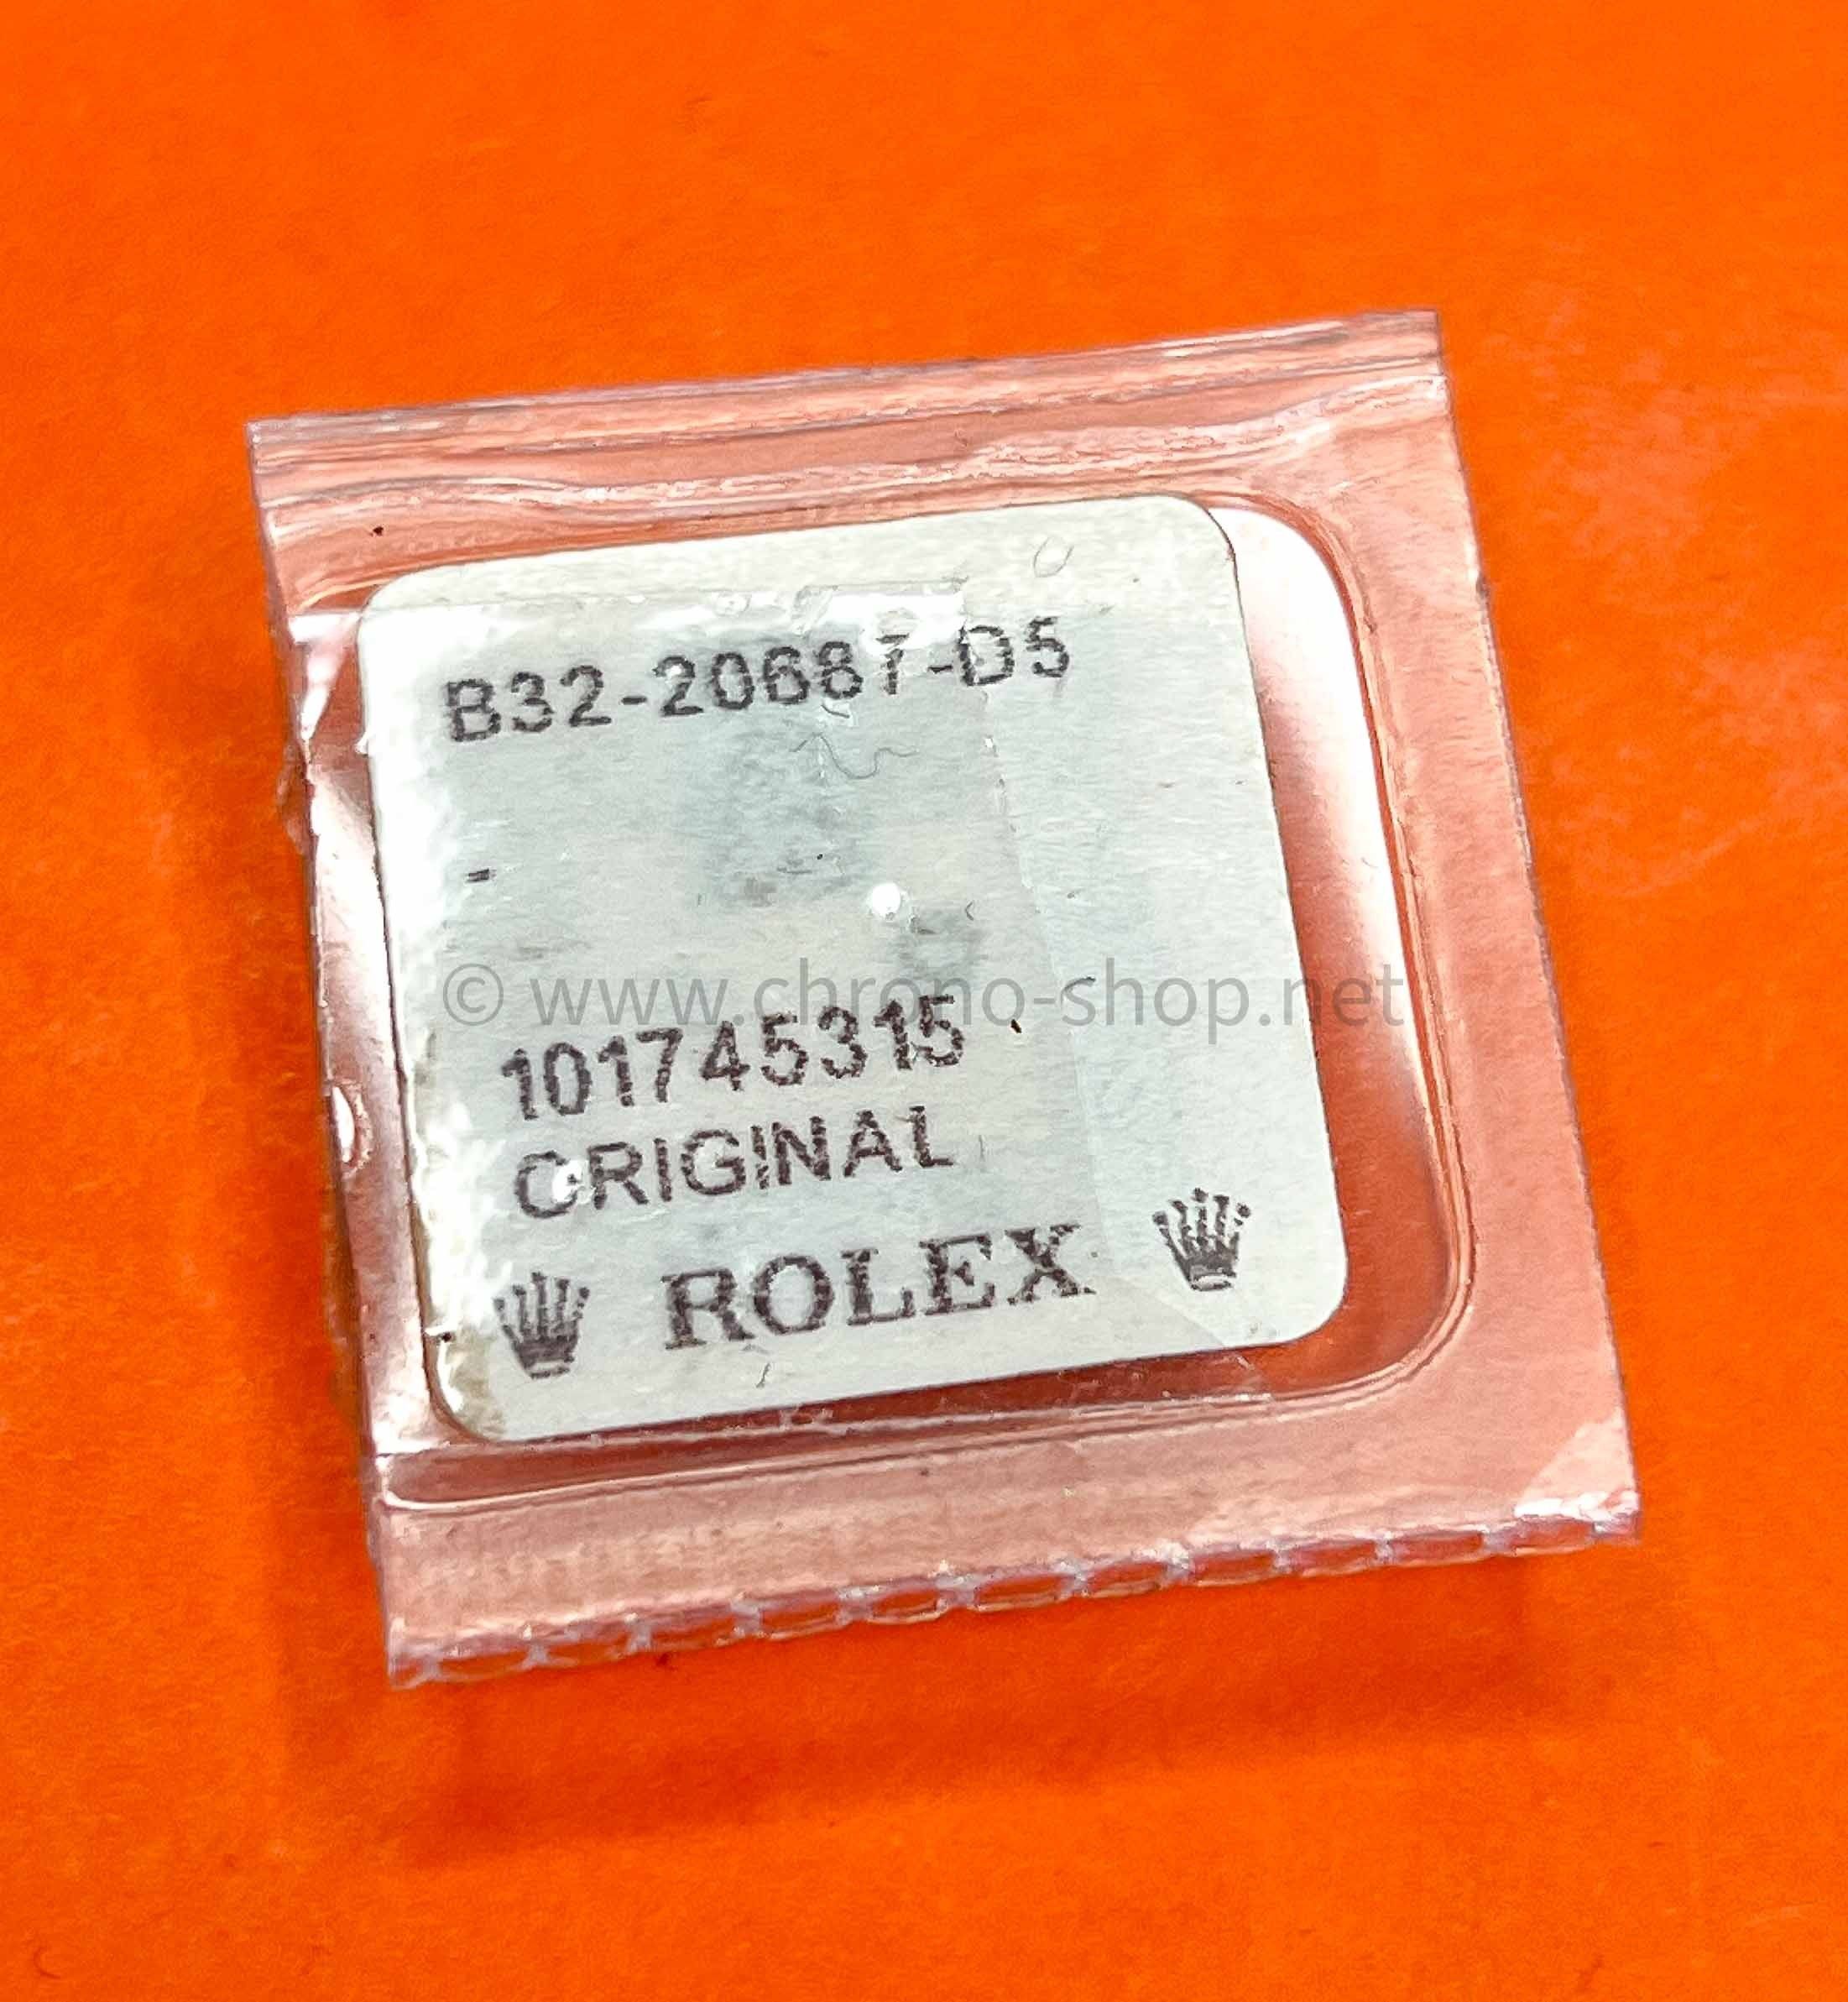 B32-20687-D5
-
© www.chrono-shop.net
101745315
ORIGINAL
ROLEX